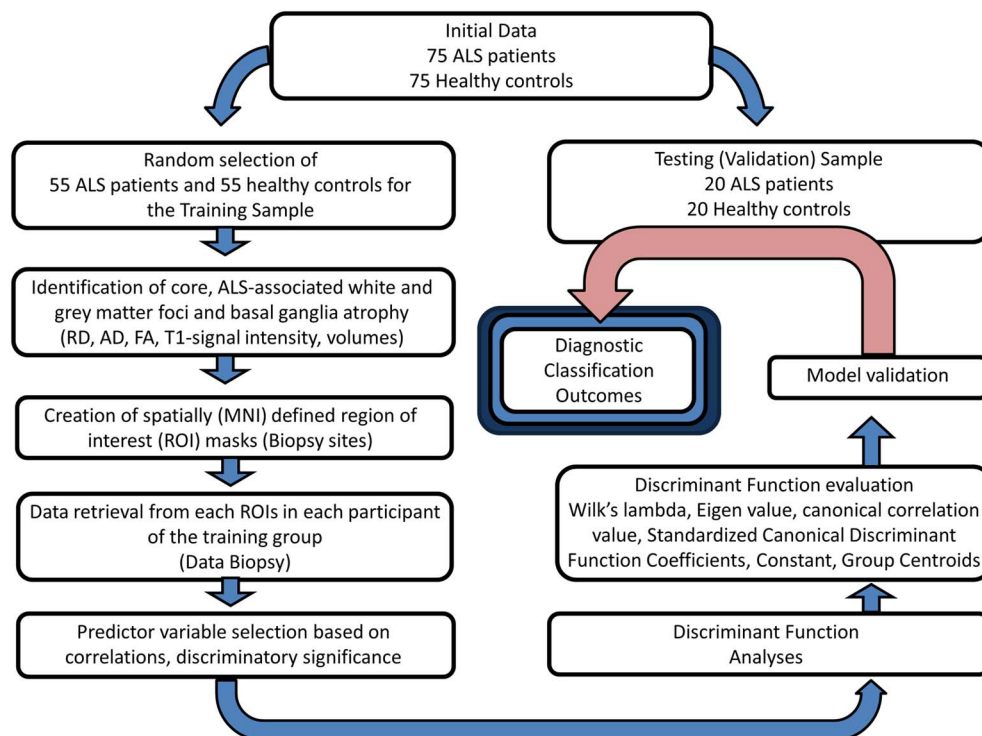 Initial Data
75 ALS patients
75 Healthy controls
Random selection of
55 ALS patients and 55 healthy controls for
the Training Sample
Identification of core, ALS-associated white and
grey matter foci and basal ganglia atrophy
(RD, AD, FA, T1-signal intensity, volumes)
Creation of spatially (MNI) defined region of
interest (ROI) masks (Biopsy sites)
Data retrieval from each ROIs in each participant
of the training group
(Data Biopsy)
Predictor variable selection based on
correlations, discriminatory significance
Testing (Validation) Sample
20 ALS patients
20 Healthy controls
Diagnostic
Classification
Outcomes
Model validation
Discriminant Function evaluation
Wilk's lambda, Eigen value, canonical correlation
value, Standardized Canonical Discriminant
Function Coefficients, Constant, Group Centroids
Discriminant Function
Analyses